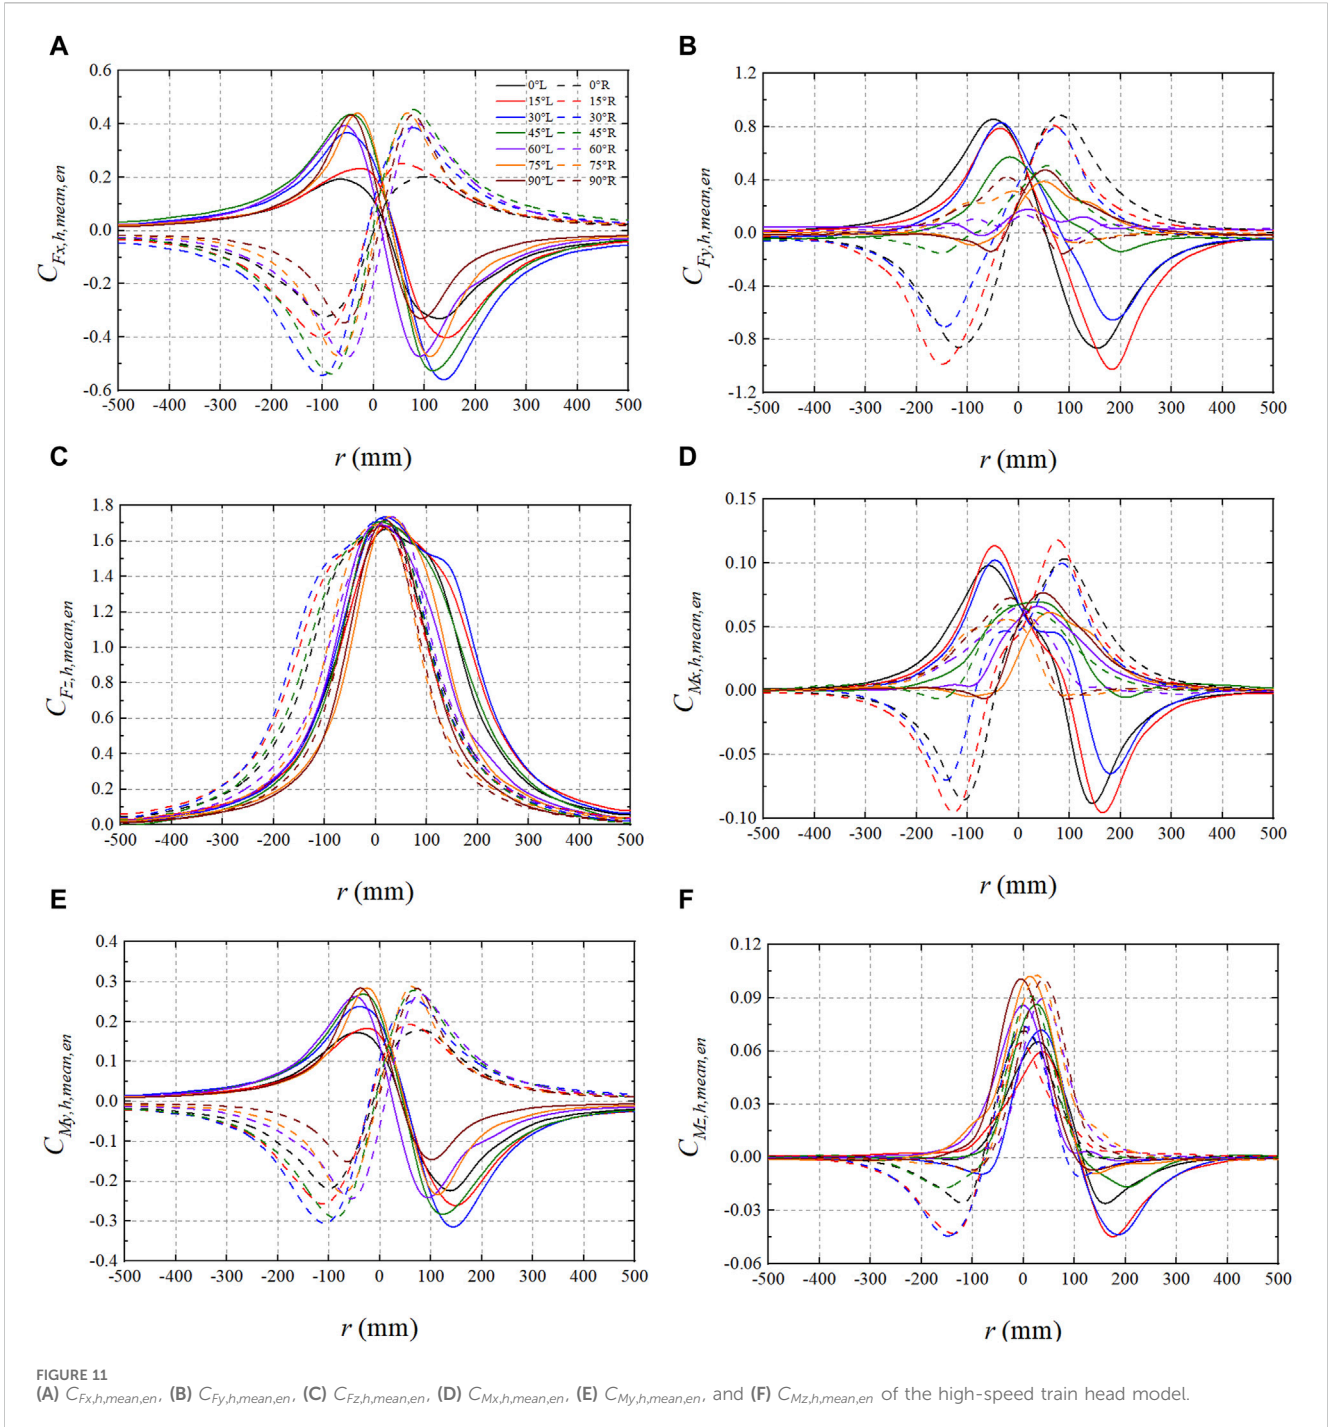 A
0.6
0.4
0.2
0.0
-0.2
-0.4
-0.6
C_{Fx,h,mean,en}
0°L 0°R
15°L 15°R
30°L 30°R
45°L 45°R
60°L 60°R
75°L 75°R
90°L 90°R
-500 -400 -300 -200 -100 0 100 200 300 400 500
r (mm)
B
1.2
0.8
0.4
0.0
-0.4
-0.8
-1.2
C_{Fy,h,mean,en}
-500 -400 -300 -200 -100 0 100 200 300 400 500
r (mm)
C
1.8
1.6
1.4
1.2
1.0
0.8
0.6
0.4
0.2
0.0
C_{Fz,h,mean,en}
-500 -400 -300 -200 -100 0 100 200 300 400 500
r (mm)
D
0.15
0.10
0.05
0.00
-0.05
-0.10
C_{Mx,h,mean,en}
-500 -400 -300 -200 -100 0 100 200 300 400 500
r (mm)
E
0.4
0.3
0.2
0.1
0.0
-0.1
-0.2
-0.3
-0.4
C_{My,h,mean,en}
-500 -400 -300 -200 -100 0 100 200 300 400 500
r (mm)
F
0.12
0.09
0.06
0.03
0.00
-0.03
-0.06
C_{Mz,h,mean,en}
-500 -400 -300 -200 -100 0 100 200 300 400 500
r (mm)
FIGURE 11
(A) C_{Fx,h,mean,en}, (B) C_{Fy,h,mean,en}, (C) C_{Fz,h,mean,en}, (D) C_{Mx,h,mean,en}, (E) C_{My,h,mean,en}, and (F) C_{Mz,h,mean,en} of the high-speed train head model.